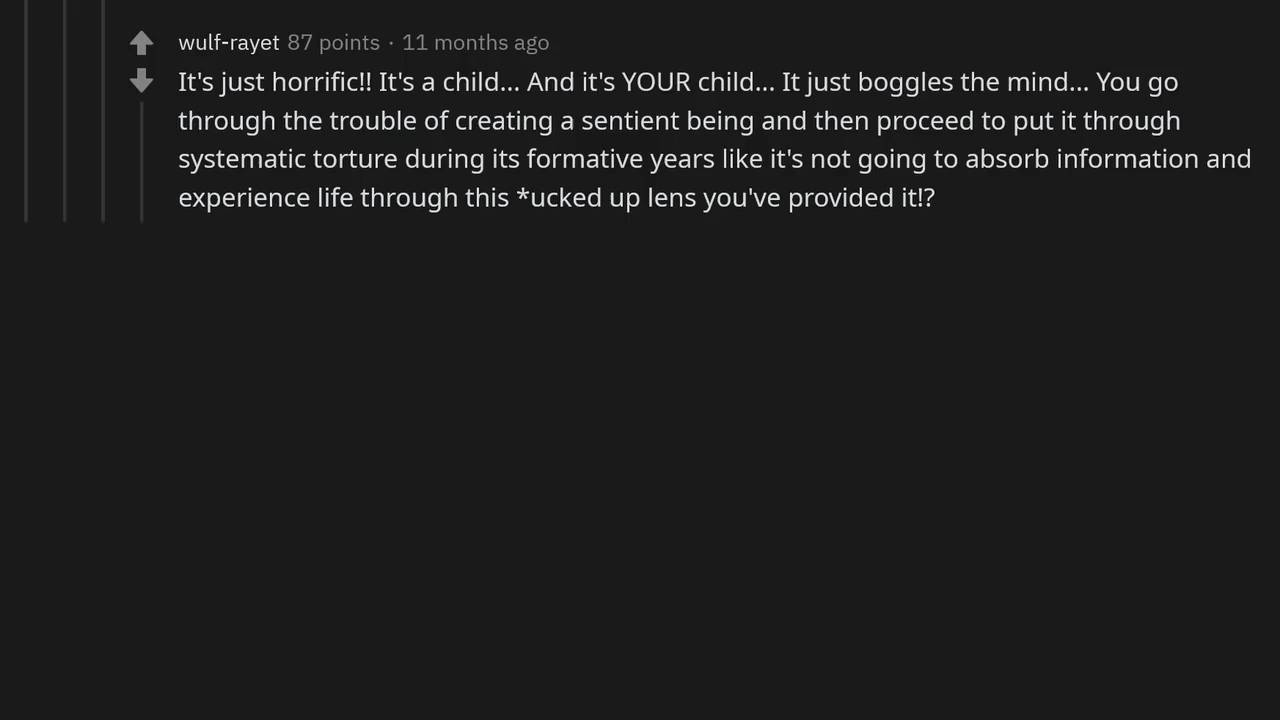 wulf-rayet 87 points · 11 months ago
It's just horrific!! It's a child... And it's YOUR child... It just boggles the mind... You go
through the trouble of creating a sentient being and then proceed to put it through
systematic torture during its formative years like it's not going to absorb information and
experience life through this *ucked up lens you've provided it!?